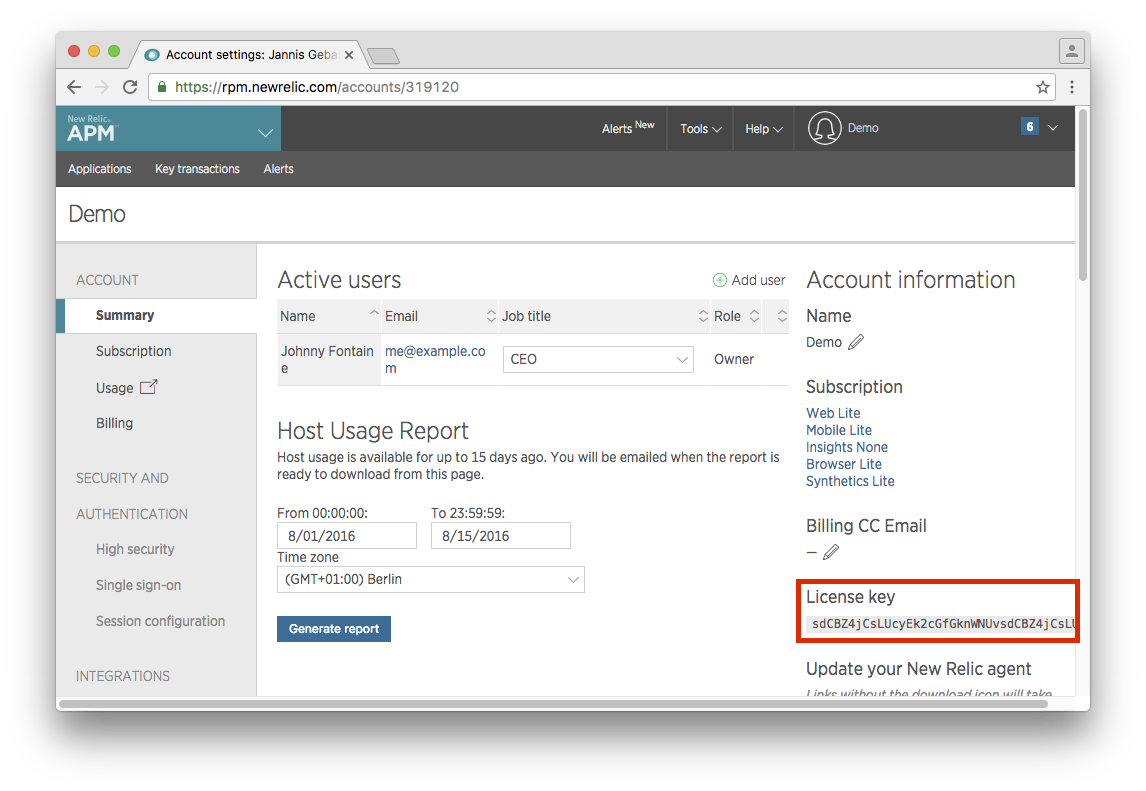 Account settings: Jannis Geba
https://rpm.newrelic.com/accounts/319120
New Relic.
APM™
Alerts New
Tools
Help
Demo
6
Applications
Key transactions
Alerts
Demo
ACCOUNT
Summary
Subscription
Usage
Billing
SECURITY AND
AUTHENTICATION
High security
Single sign-on
Session configuration
INTEGRATIONS
Active users
Add user
Name Email Job title Role
Johnny Fontain
e
me@example.co
m
CEO
Owner
Host Usage Report
Host usage is available for up to 15 days ago. You will be emailed when the report is
ready to download from this page.
From 00:00:00:
To 23:59:59:
8/01/2016
8/15/2016
Time zone
(GMT+01:00) Berlin
Generate report
Account information
Name
Demo
Subscription
Web Lite
Mobile Lite
Insights None
Browser Lite
Synthetics Lite
Billing CC Email
—
License key
sdCBZ4jCsLUcyEk2cGfGknWNUvsdCBZ4jCsLU
Update your New Relic agent
Links without the download icon will take